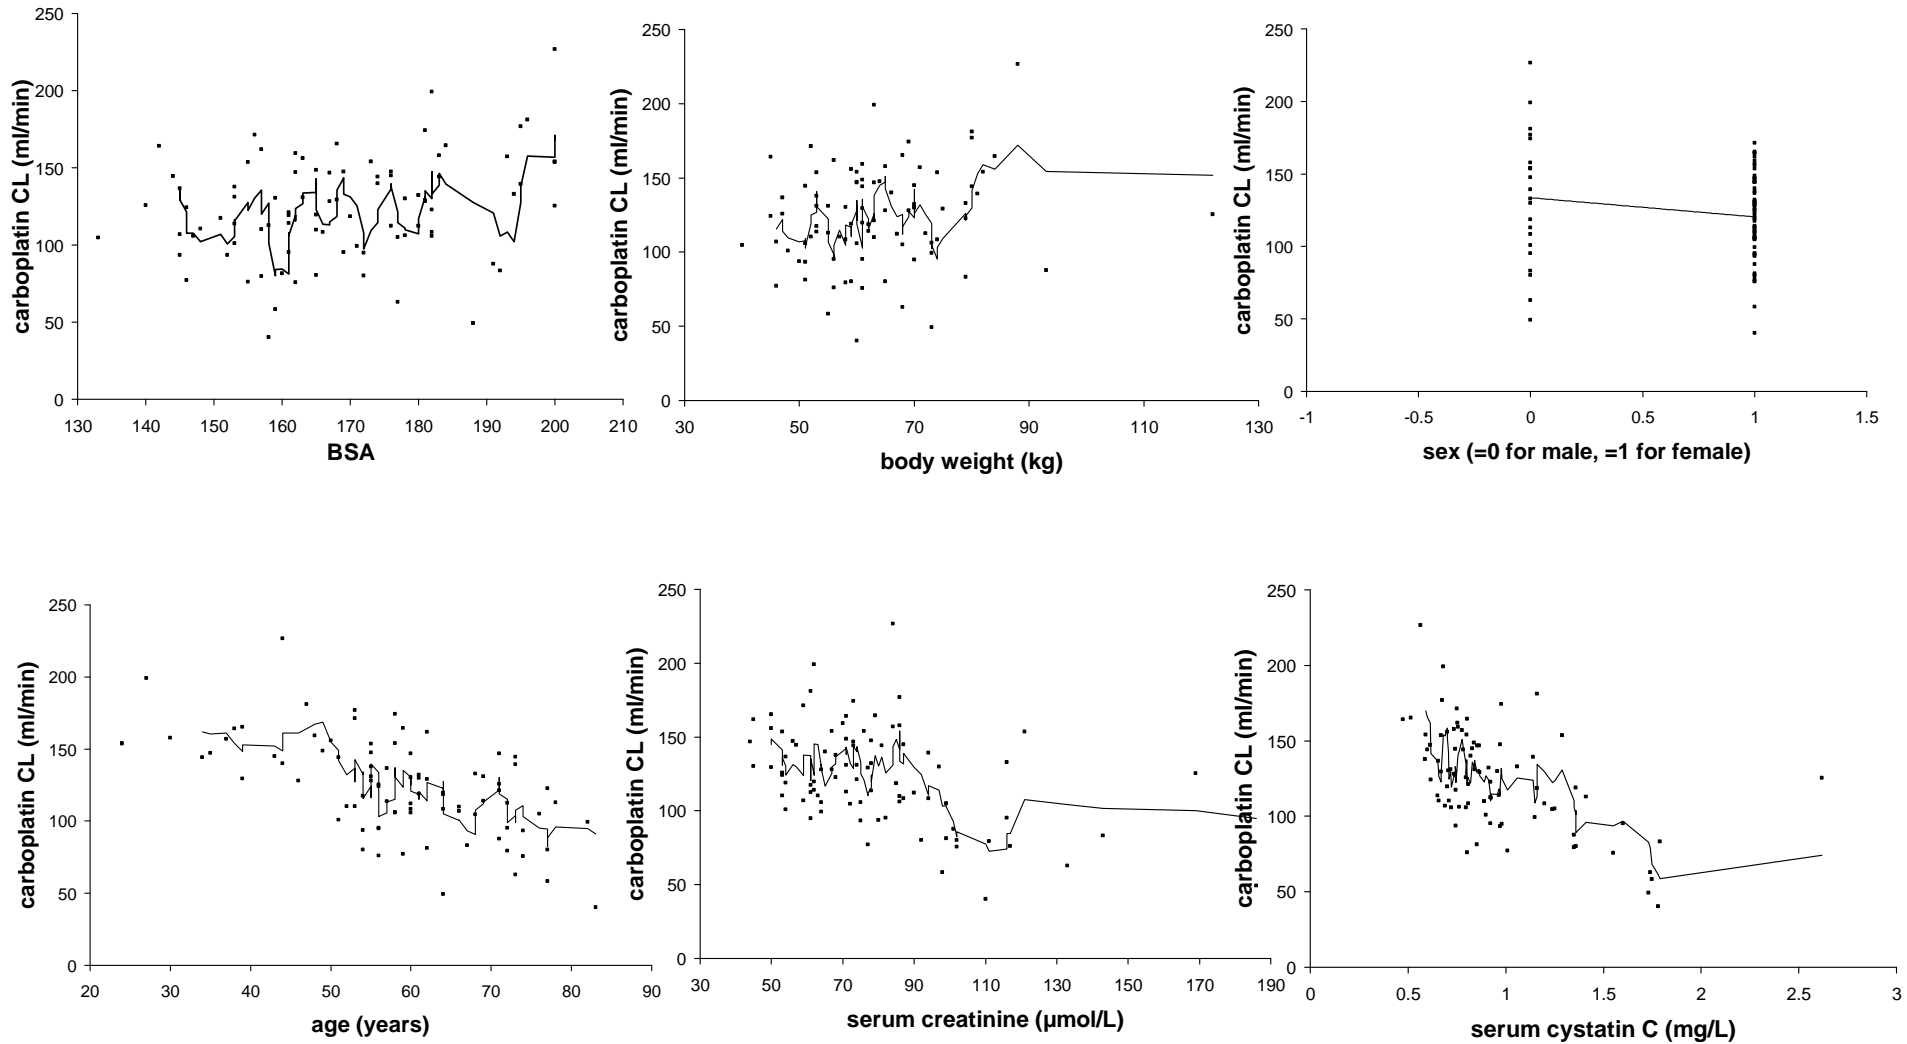 250
200
150
100
50
0
carboplatin CL (ml/min)
130 140 150 160 170 180 190 200 210
BSA
250
200
150
100
50
0
carboplatin CL (ml/min)
30 50 70 90 110 130
body weight (kg)
250
200
150
100
50
0
carboplatin CL (ml/min)
-1 -0.5 0 0.5 1 1.5
sex (=0 for male, =1 for female)
250
200
150
100
50
0
carboplatin CL (ml/min)
20 30 40 50 60 70 80 90
age (years)
250
200
150
100
50
0
carboplatin CL (ml/min)
30 50 70 90 110 130 150 170 190
serum creatinine (µmol/L)
250
200
150
100
50
0
carboplatin CL (ml/min)
0 0.5 1 1.5 2 2.5 3
serum cystatin C (mg/L)